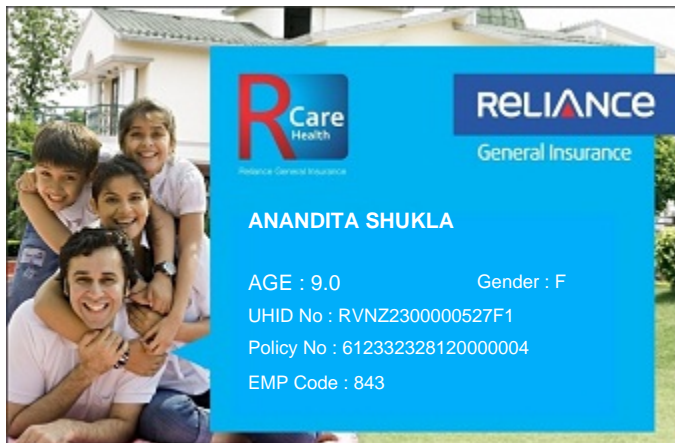 R Care
Health
Reliance General Insurance
RELIANCE
General Insurance
ANANDITA SHUKLA
AGE : 9.0 Gender : F
UHID No : RVNZ2300000527F1
Policy No : 612332328120000004
EMP Code : 843